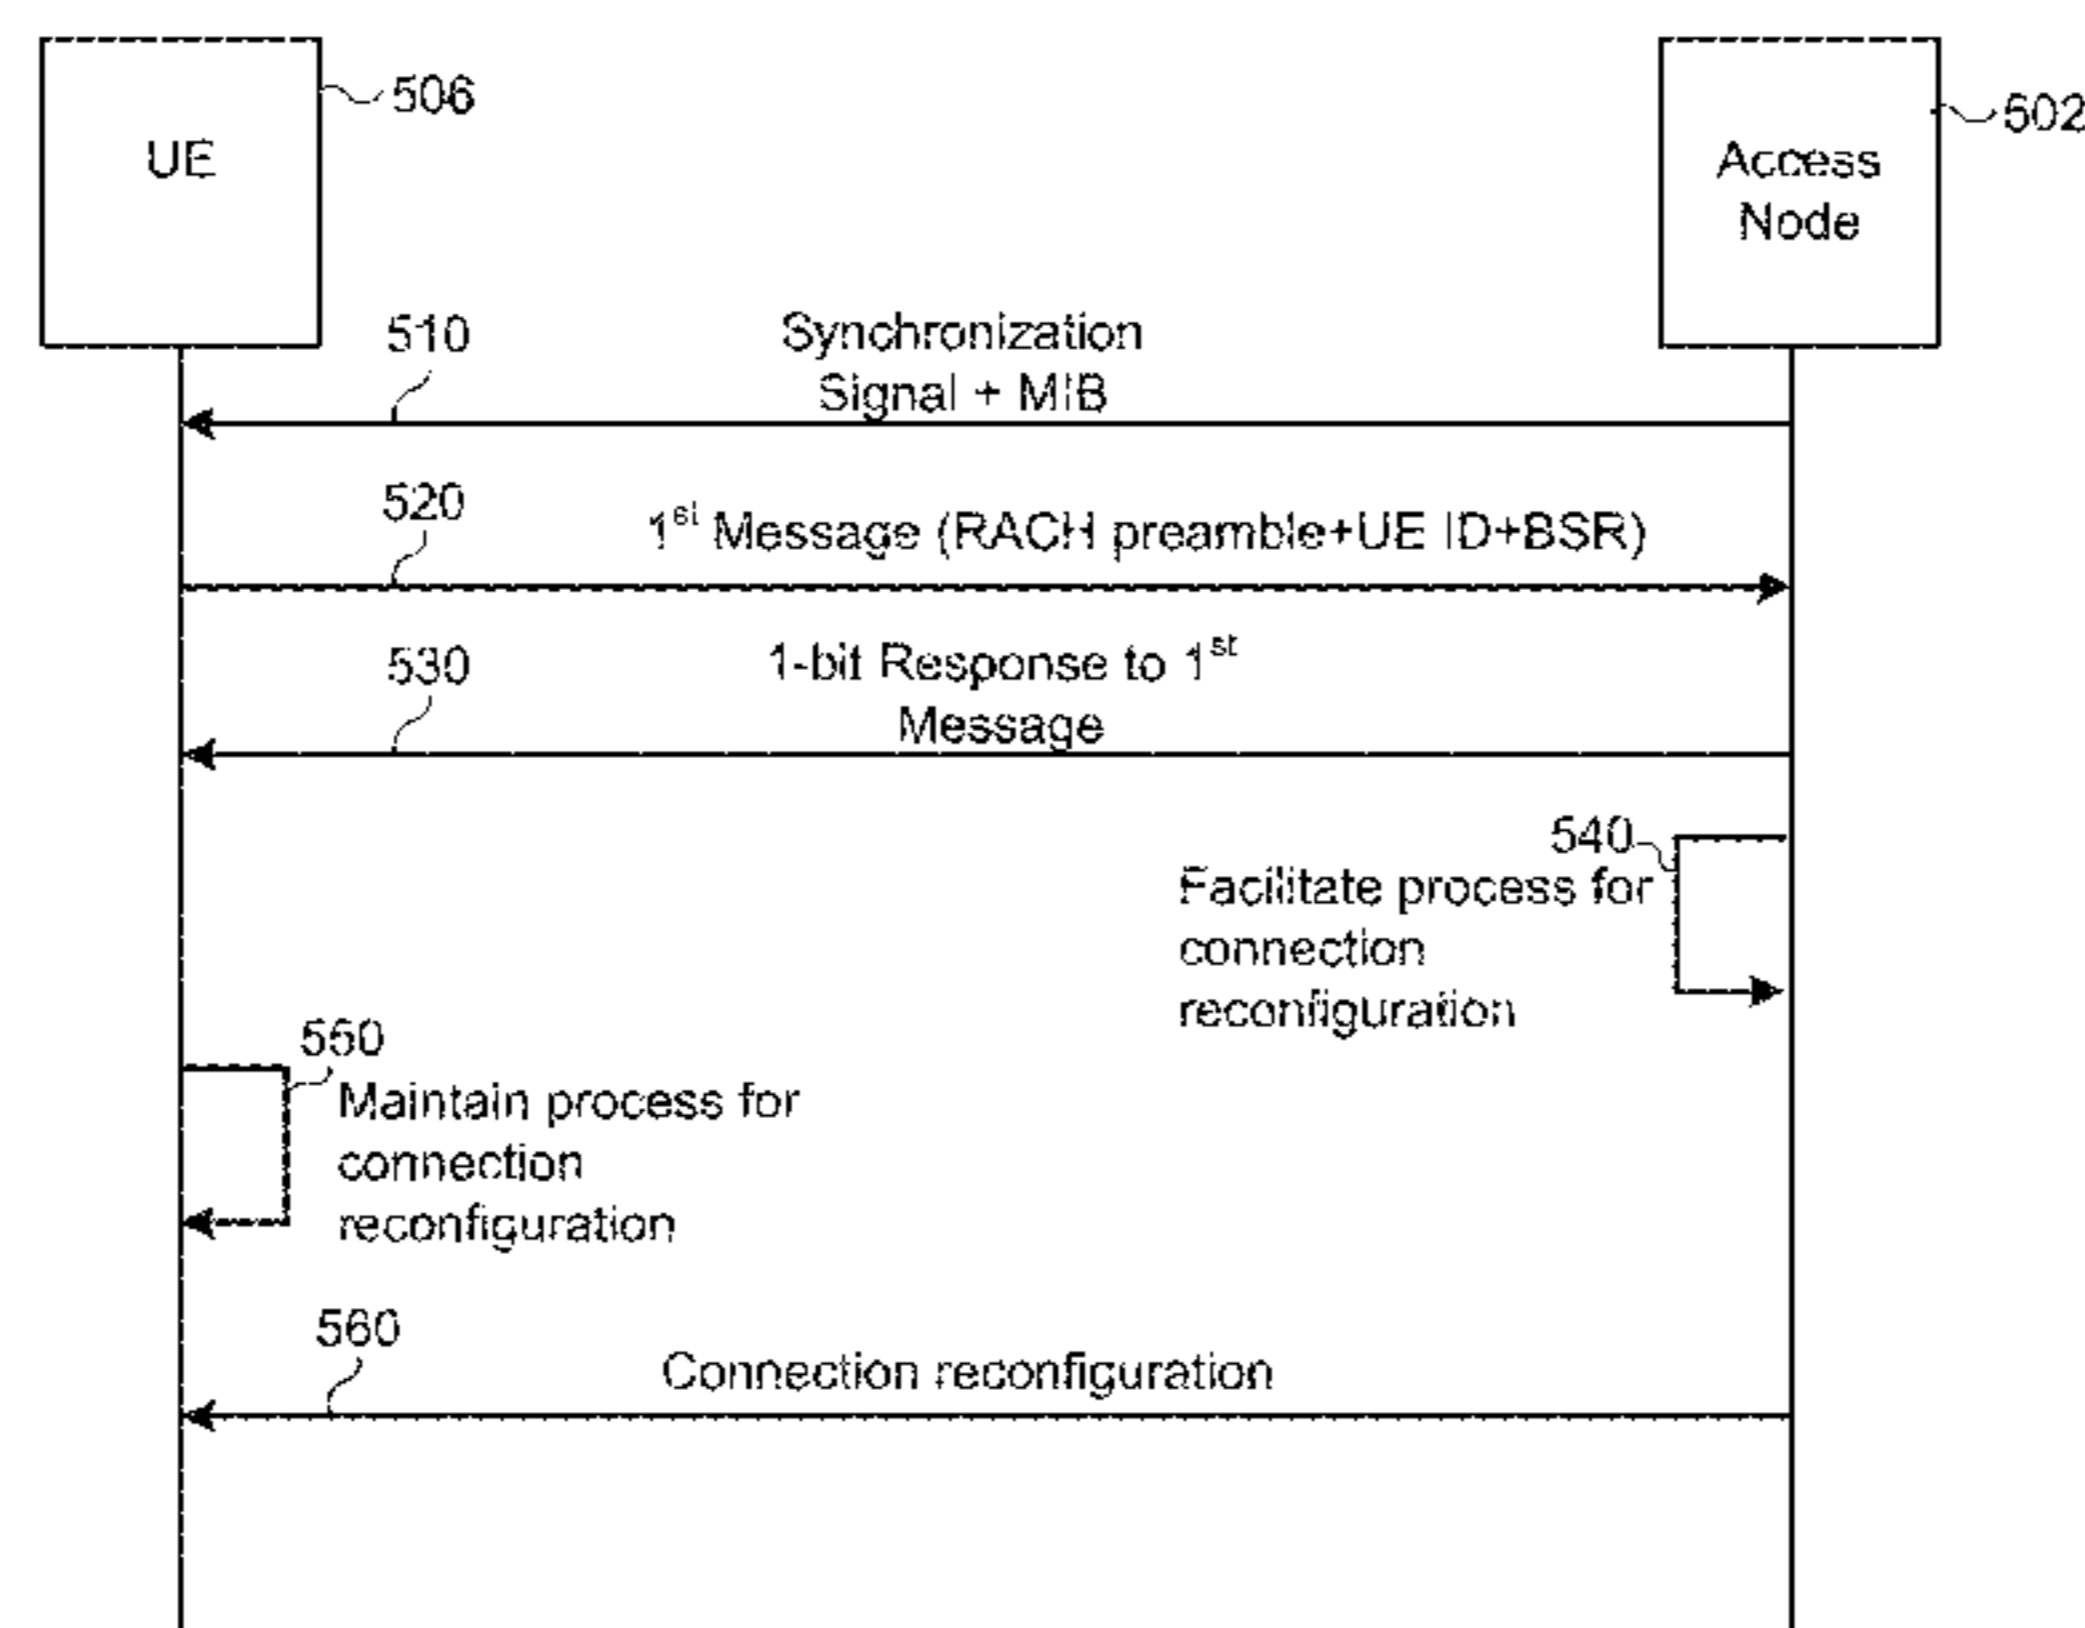 506
UE
502
Access
Node
510
Synchronization
Signal + MIB
520
1st Message (RACH preamble+UE ID+BSR)
530
1-bit Response to 1st
Message
540
Facilitate process for
connection
reconfiguration
550
Maintain process for
connection
reconfiguration
560
Connection reconfiguration